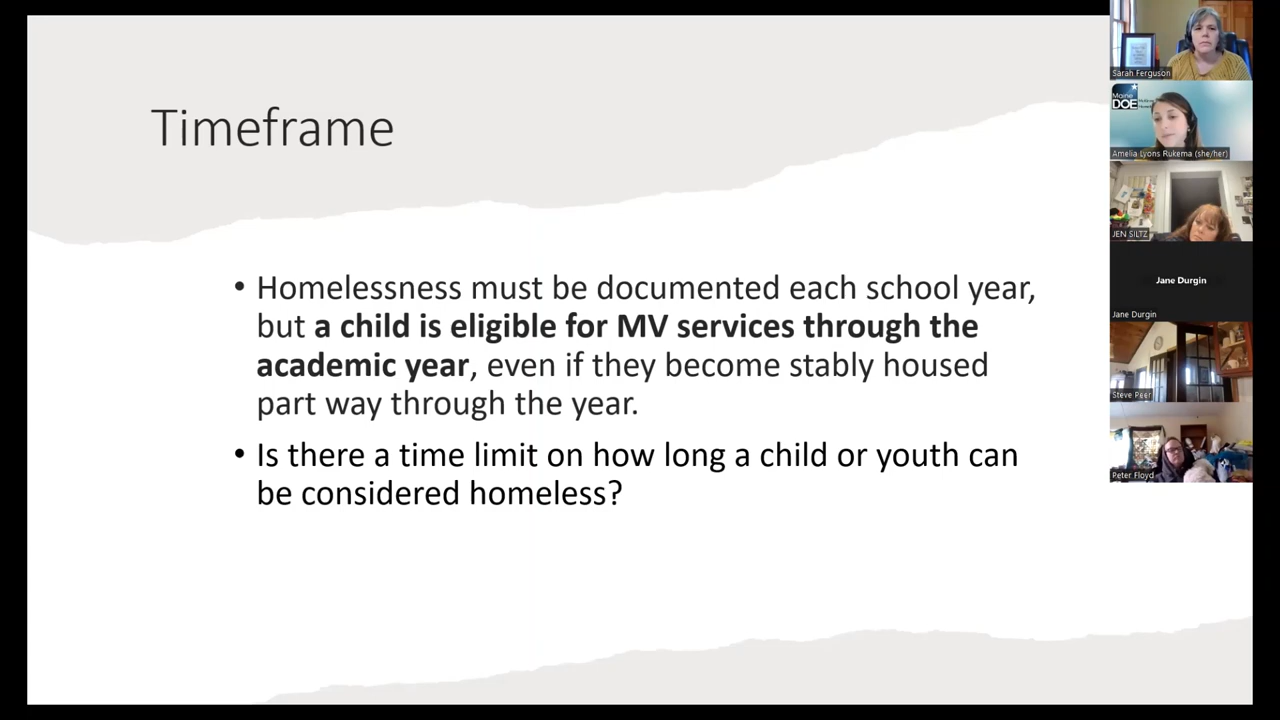 Timeframe
• Homelessness must be documented each school year,
but a child is eligible for MV services through the
academic year, even if they become stably housed
part way through the year.
• Is there a time limit on how long a child or youth can
be considered homeless?
Sarah Ferguson
Maine
DOE
Amelia Lyons Rukema (she/her)
JEN SILTZ
Jane Durgin
Jane Durgin
Steve Peer
Peter Floyd